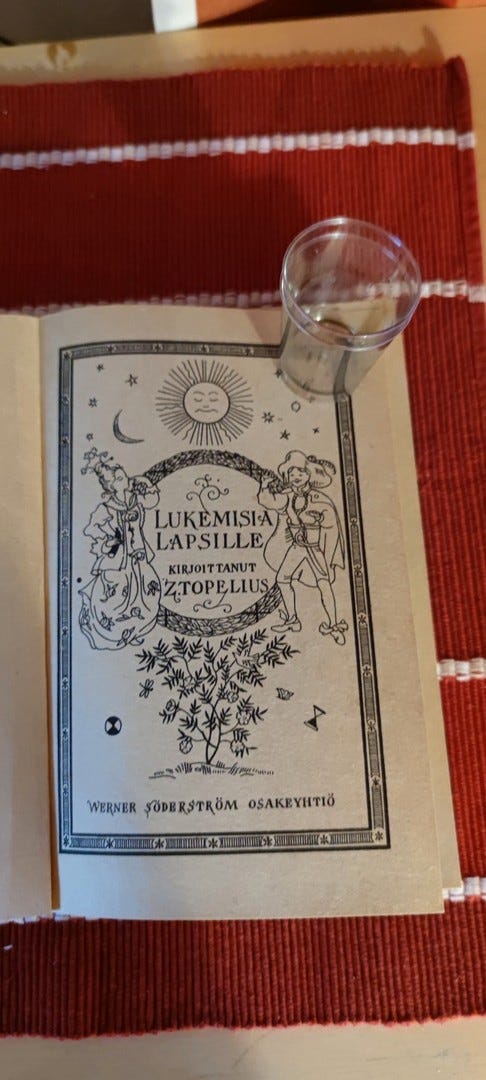 LUKEMISIA
LAPSILLE
KIRJOITTANUT
Z.TOPELIUS
WERNER SÖDERSTRÖM OSAKEYHTIÖ